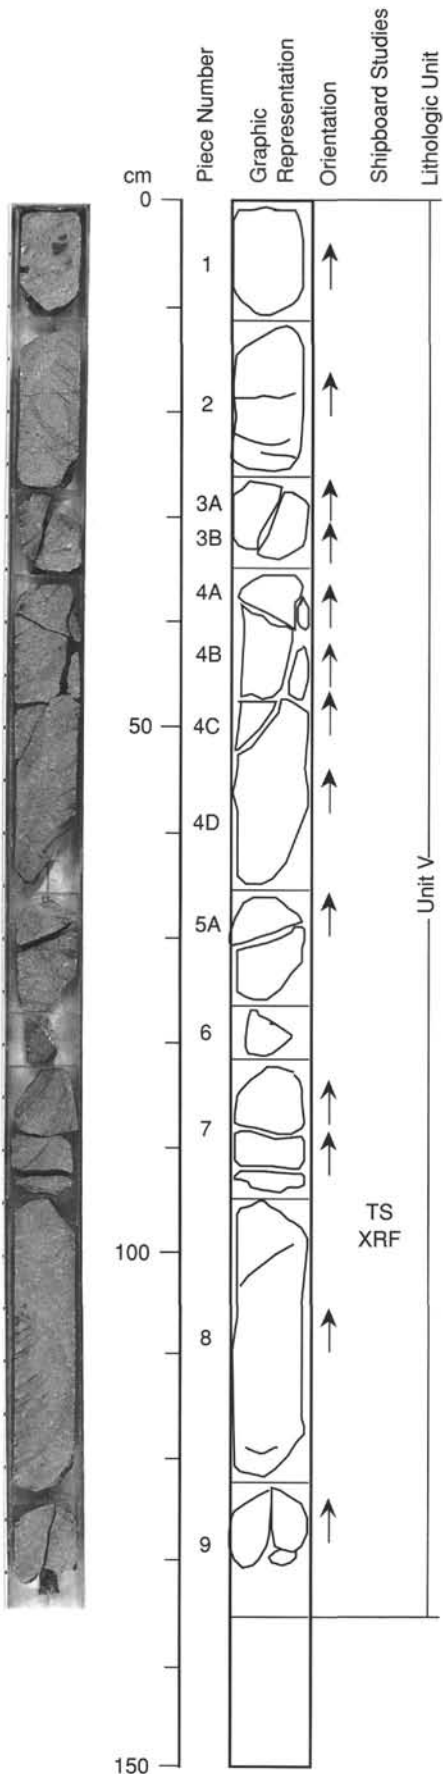 cm
Piece Number
Graphic
Representation
Orientation
Shipboard Studies
Lithologic Unit
0
1
2
3A
3B
4A
4B
50
4C
4D
Unit V
5A
6
7
TS
XRF
100
8
9
150